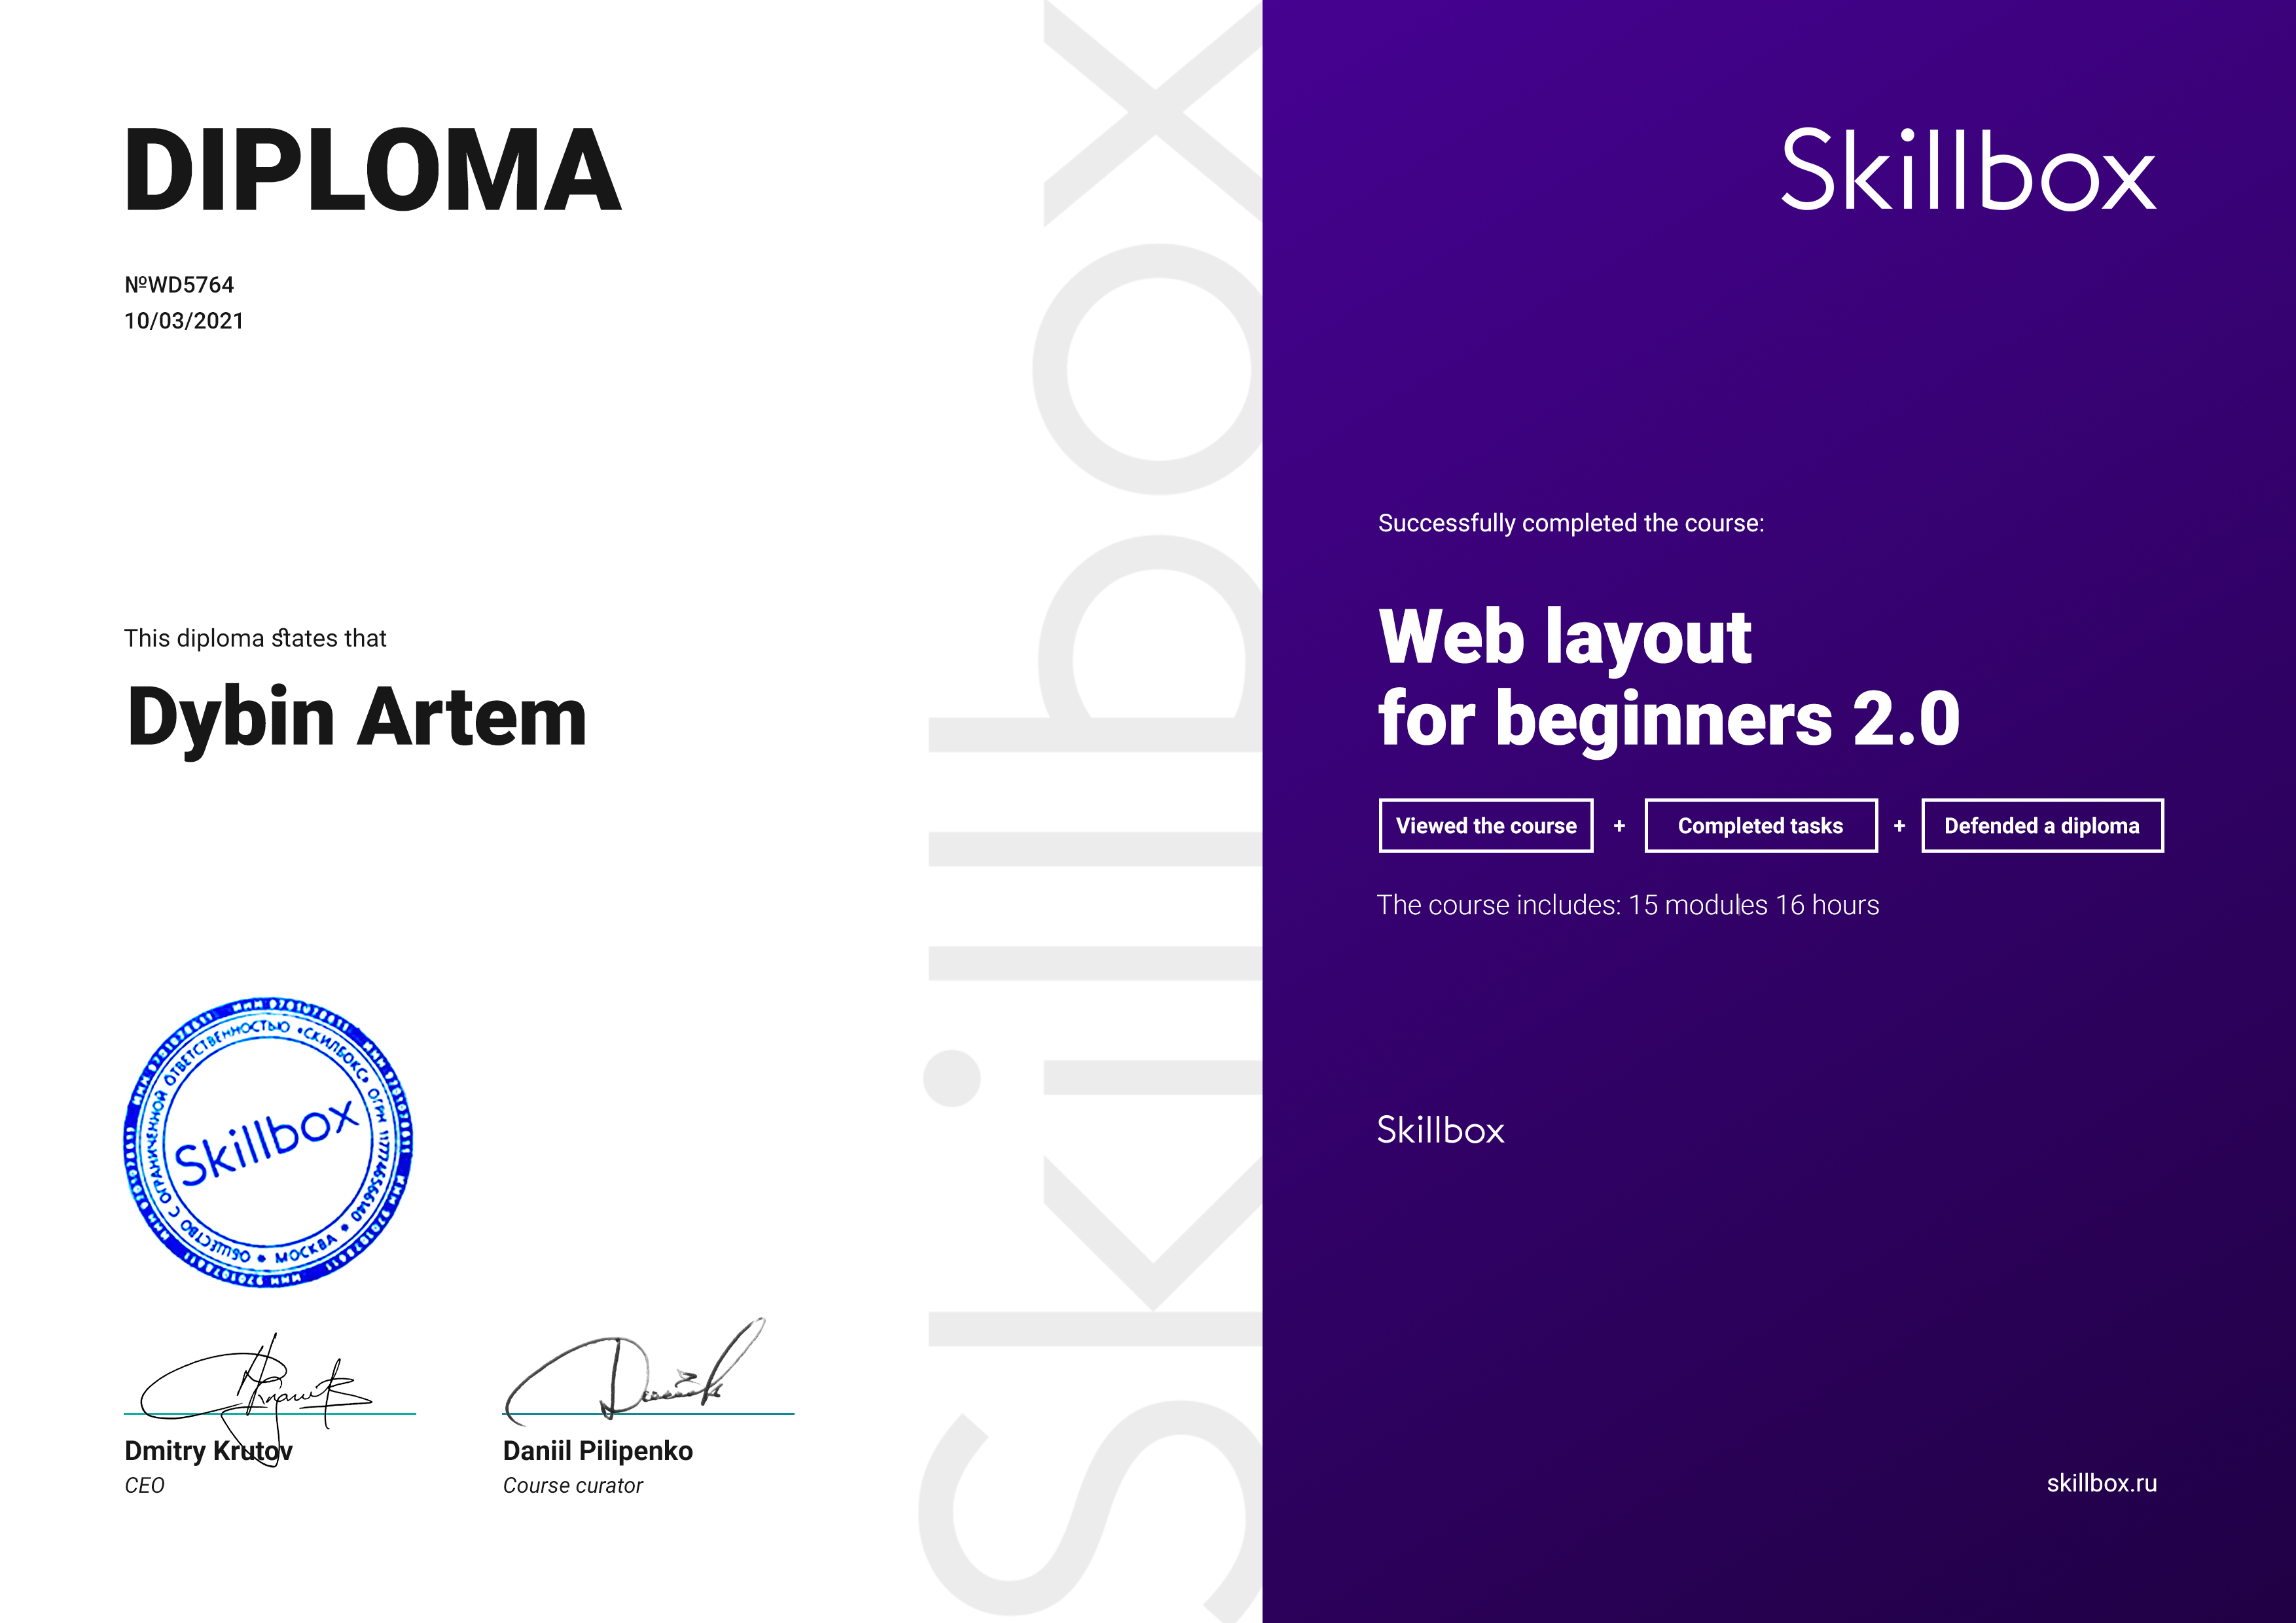 DIPLOMA
№WD5764
10/03/2021
This diploma states that
Dybin Artem
ОБЩЕСТВО С ОГРАНИЧЕННОЙ ОТВЕТСТВЕННОСТЬЮ «СКИЛБОКС» ОГРН 1177746566140 • МОСКВА •
Skillbox
Dmitry Krutov
CEO
Daniil Pilipenko
Course curator
Skillbox
Skillbox
Successfully completed the course:
Web layout
for beginners 2.0
Viewed the course + Completed tasks + Defended a diploma
The course includes: 15 modules 16 hours
Skillbox
skillbox.ru